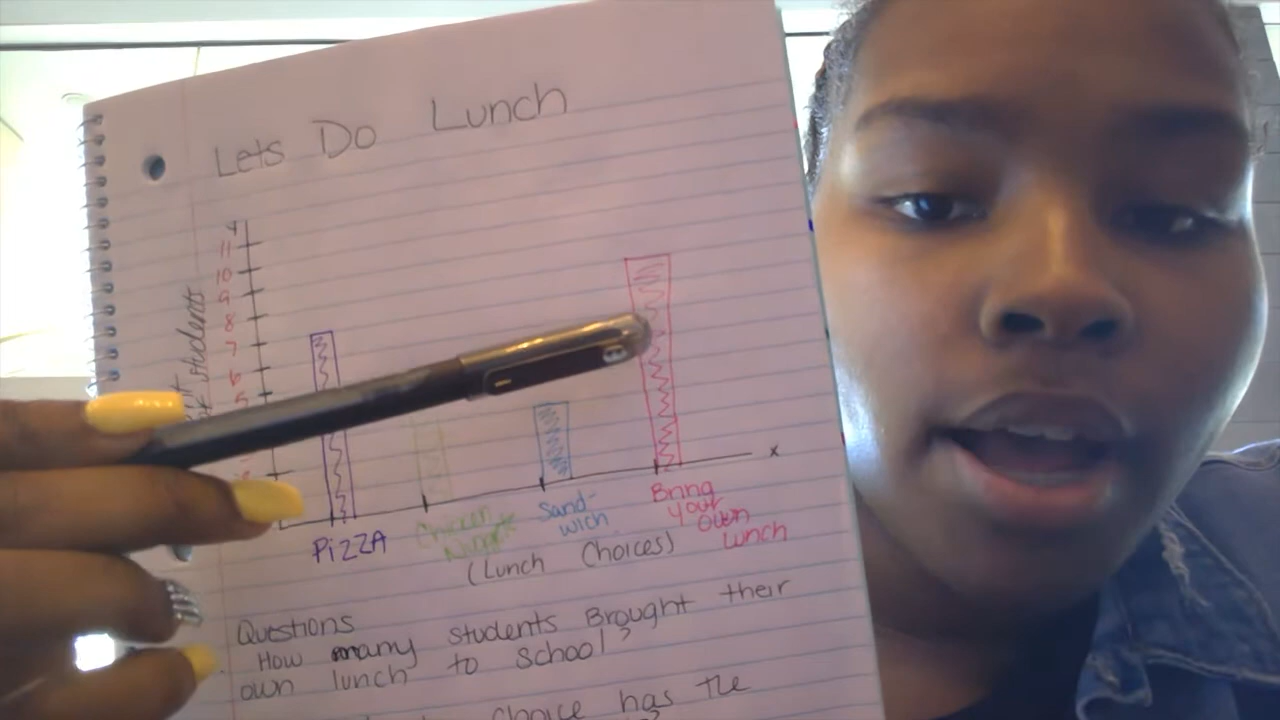 Lets Do Lunch
Y
11
10
9
8
7
6
5
students
x
PIZZA
Chicken
Sand-
wich
Bring
your
own
Lunch
(Lunch Choices)
Questions
How many students Brought their
own lunch to school?
Choice has the